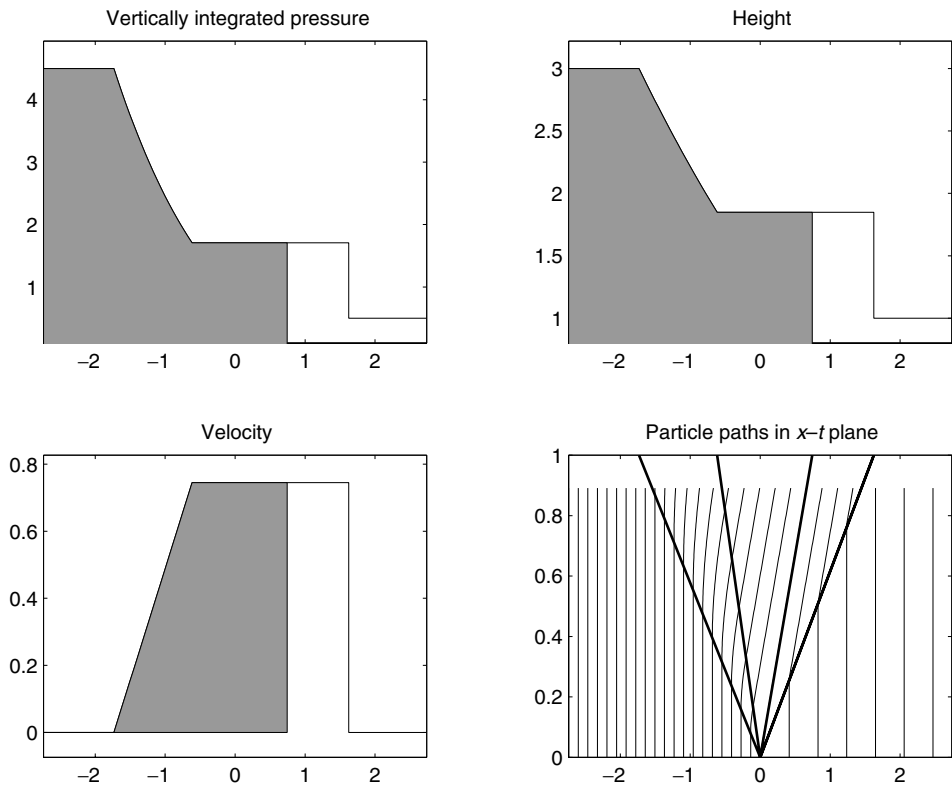 Vertically integrated pressure
4
3
2
1
−2 −1 0 1 2
Height
3
2.5
2
1.5
1
−2 −1 0 1 2
Velocity
0.8
0.6
0.4
0.2
0
−2 −1 0 1 2
Particle paths in x–t plane
1
0.8
0.6
0.4
0.2
0
−2 −1 0 1 2